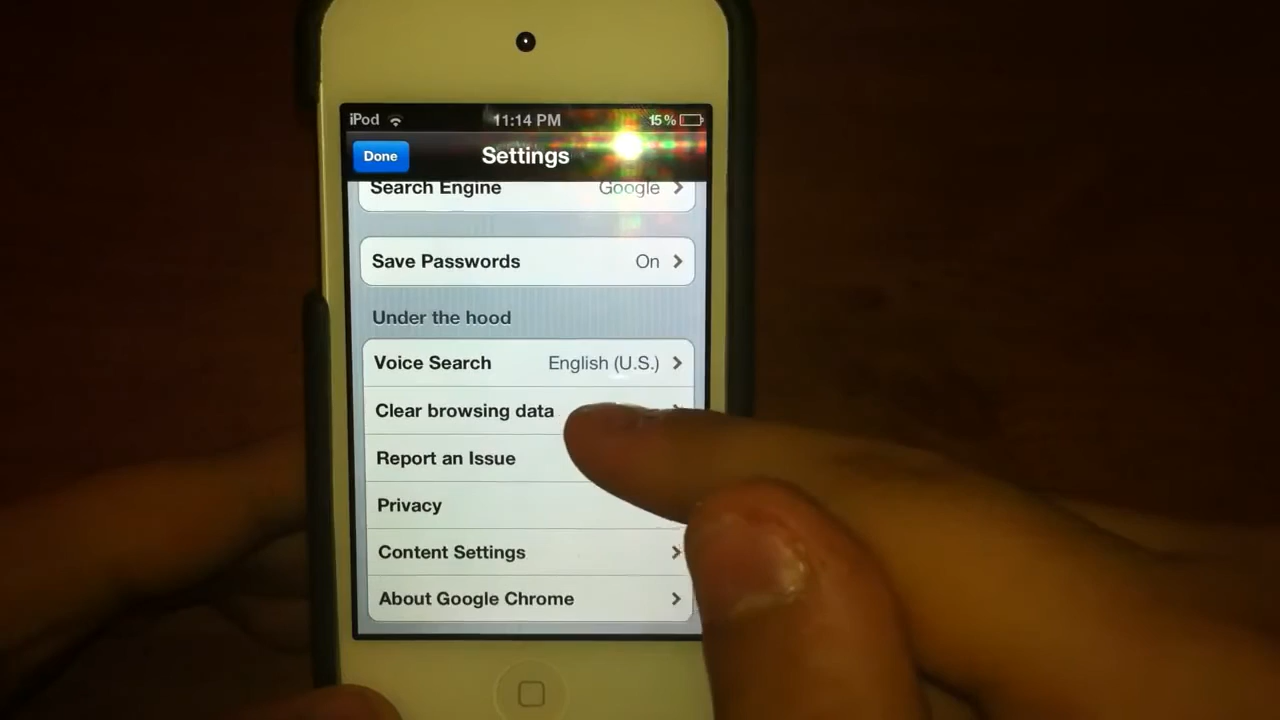 iPod 11:14 PM 15%
Done Settings
Search Engine Google
Save Passwords On
Under the hood
Voice Search English (U.S.)
Clear browsing data
Report an Issue
Privacy
Content Settings
About Google Chrome